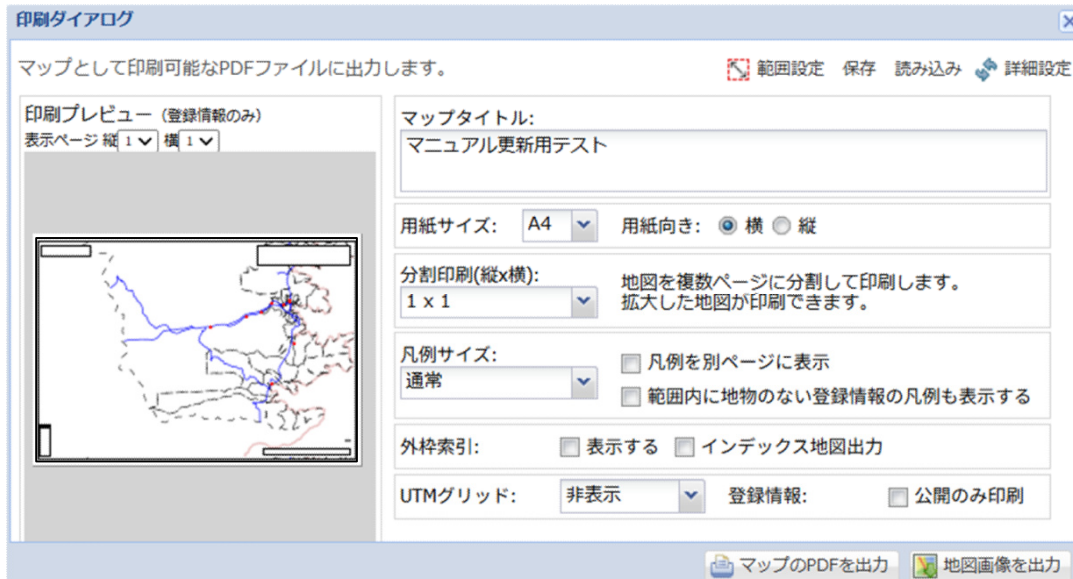 印刷ダイアログ
マップとして印刷可能なPDFファイルに出力します。
範囲設定 保存 読み込み 詳細設定
印刷プレビュー（登録情報のみ）
表示ページ 縦 1 横 1
マップタイトル:
マニュアル更新用テスト
用紙サイズ: A4 用紙向き: 横 縦
分割印刷(縦x横):
1 x 1
地図を複数ページに分割して印刷します。
拡大した地図が印刷できます。
凡例サイズ:
通常
凡例を別ページに表示
範囲内に地物のない登録情報の凡例も表示する
外枠索引: 表示する インデックス地図出力
UTMグリッド: 非表示 登録情報: 公開のみ印刷
マップのPDFを出力 地図画像を出力